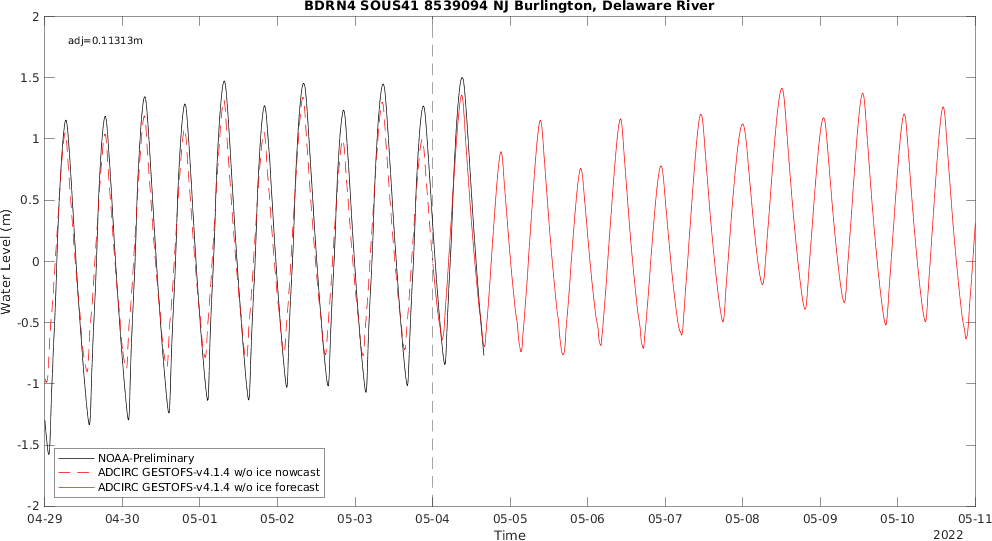 BDRN4 SOUS41 8539094 NJ Burlington, Delaware River
2
adj=0.11313m
1.5
1
0.5
0
-0.5
-1
-1.5
-2
Water Level (m)
NOAA-Preliminary
ADCIRC GESTOFS-v4.1.4 w/o ice nowcast
ADCIRC GESTOFS-v4.1.4 w/o ice forecast
04-29 04-30 05-01 05-02 05-03 05-04 05-05 05-06 05-07 05-08 05-09 05-10 05-11
Time
2022